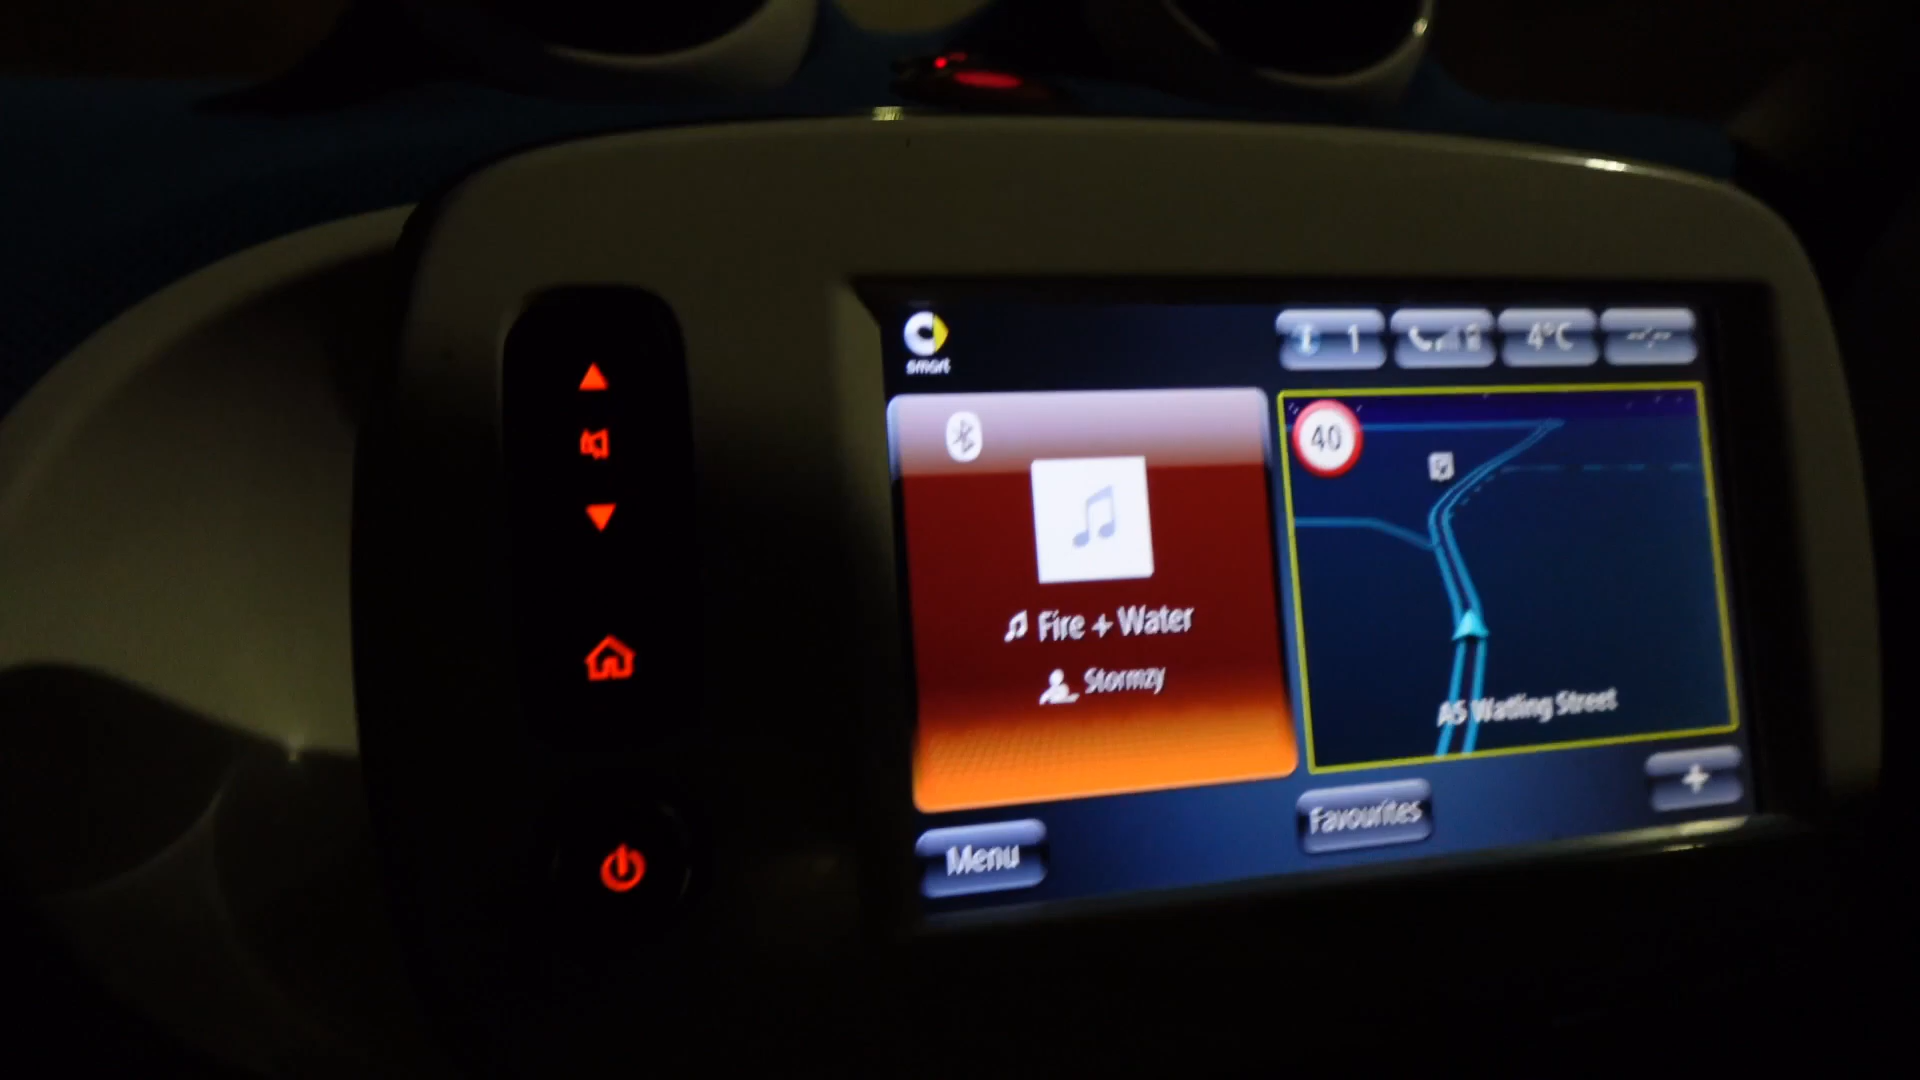 smart
1
4°C
40
Fire + Water
Stormzy
A5 Watling Street
Favourites
+
Menu